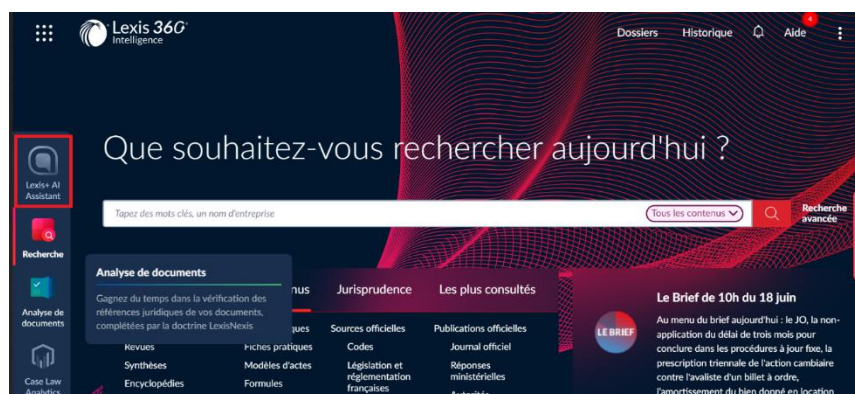 Lexis 360
Intelligence
Dossiers
Historique
Aide
4
Que souhaitez-vous rechercher aujourd'hui ?
Lexis+ AI
Assistant
Tapez des mots clés, un nom d'entreprise
Tous les contenus
Recherche
avancée
Recherche
Analyse de documents
Gagnez du temps dans la vérification des
références juridiques de vos documents,
complétées par la doctrine LexisNexis
Analyse de
documents
Case Law
Analytics
nus
Jurisprudence
Les plus consultés
ques
Sources officielles
Publications officielles
Revues
Fiches pratiques
Codes
Journal officiel
Synthèses
Modèles d'actes
Législation et
réglementation
françaises
Réponses
ministérielles
Encyclopédies
Formules
LE BRIEF
Le Brief de 10h du 18 juin
Au menu du brief aujourd'hui : le JO, la non-
application du délai de trois mois pour
conclure dans les procédures à jour fixe, la
prescription triennale de l'action cambiaire
contre l'avaliste d'un billet à ordre,
l'amortissement du bien donné en location